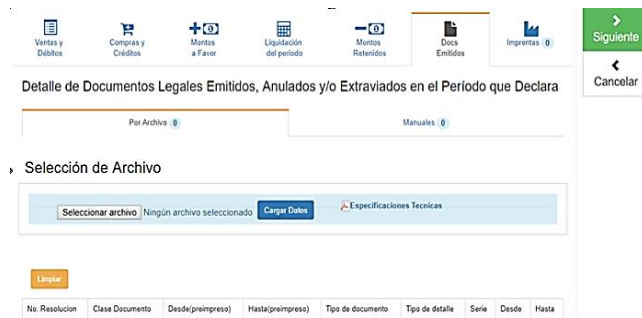 Ventas y Débitos
Compras y Créditos
Montos a Favor
Liquidación del periodo
Montos Retenidos
Docs Emitidos
Imprentas 0
Siguiente
Cancelar
Detalle de Documentos Legales Emitidos, Anulados y/o Extraviados en el Período que Declara
Por Archivo 0
Manuales 0
Selección de Archivo
Seleccionar archivo Ningún archivo seleccionado Cargar Datos Especificaciones Tecnicas
Limpiar
No. Resolucion Clase Documento Desde(preimpreso) Hasta(preimpreso) Tipo de documento Tipo de detalle Serie Desde Hasta